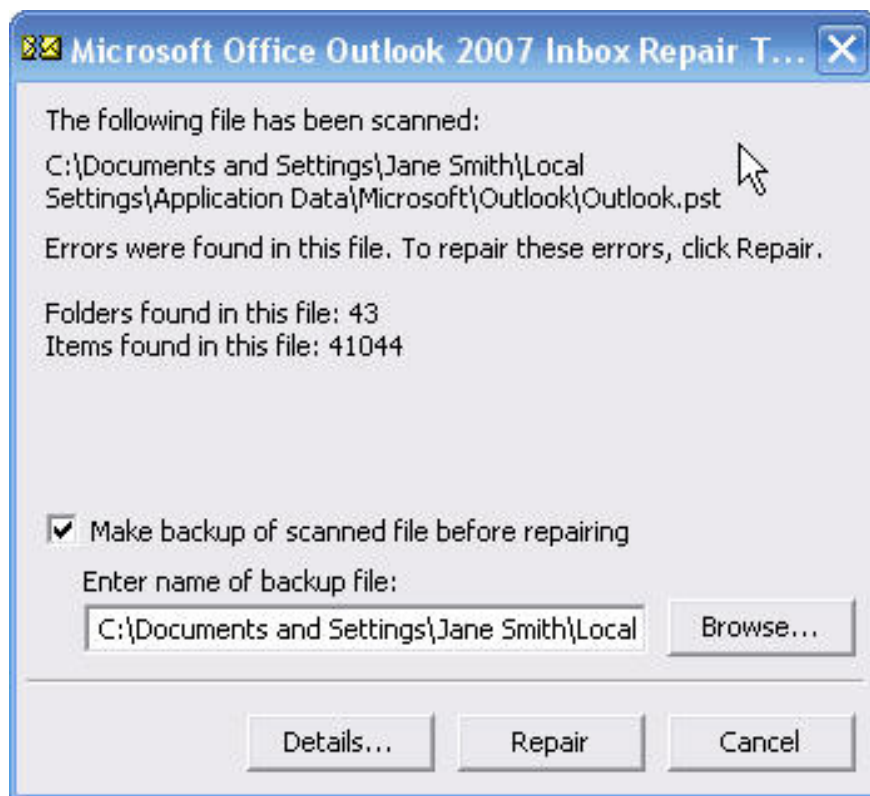 Microsoft Office Outlook 2007 Inbox Repair T...
The following file has been scanned:
C:\Documents and Settings\Jane Smith\Local
Settings\Application Data\Microsoft\Outlook\Outlook.pst
Errors were found in this file. To repair these errors, click Repair.
Folders found in this file: 43
Items found in this file: 41044
Make backup of scanned file before repairing
Enter name of backup file:
C:\Documents and Settings\Jane Smith\Local
Browse...
Details...
Repair
Cancel